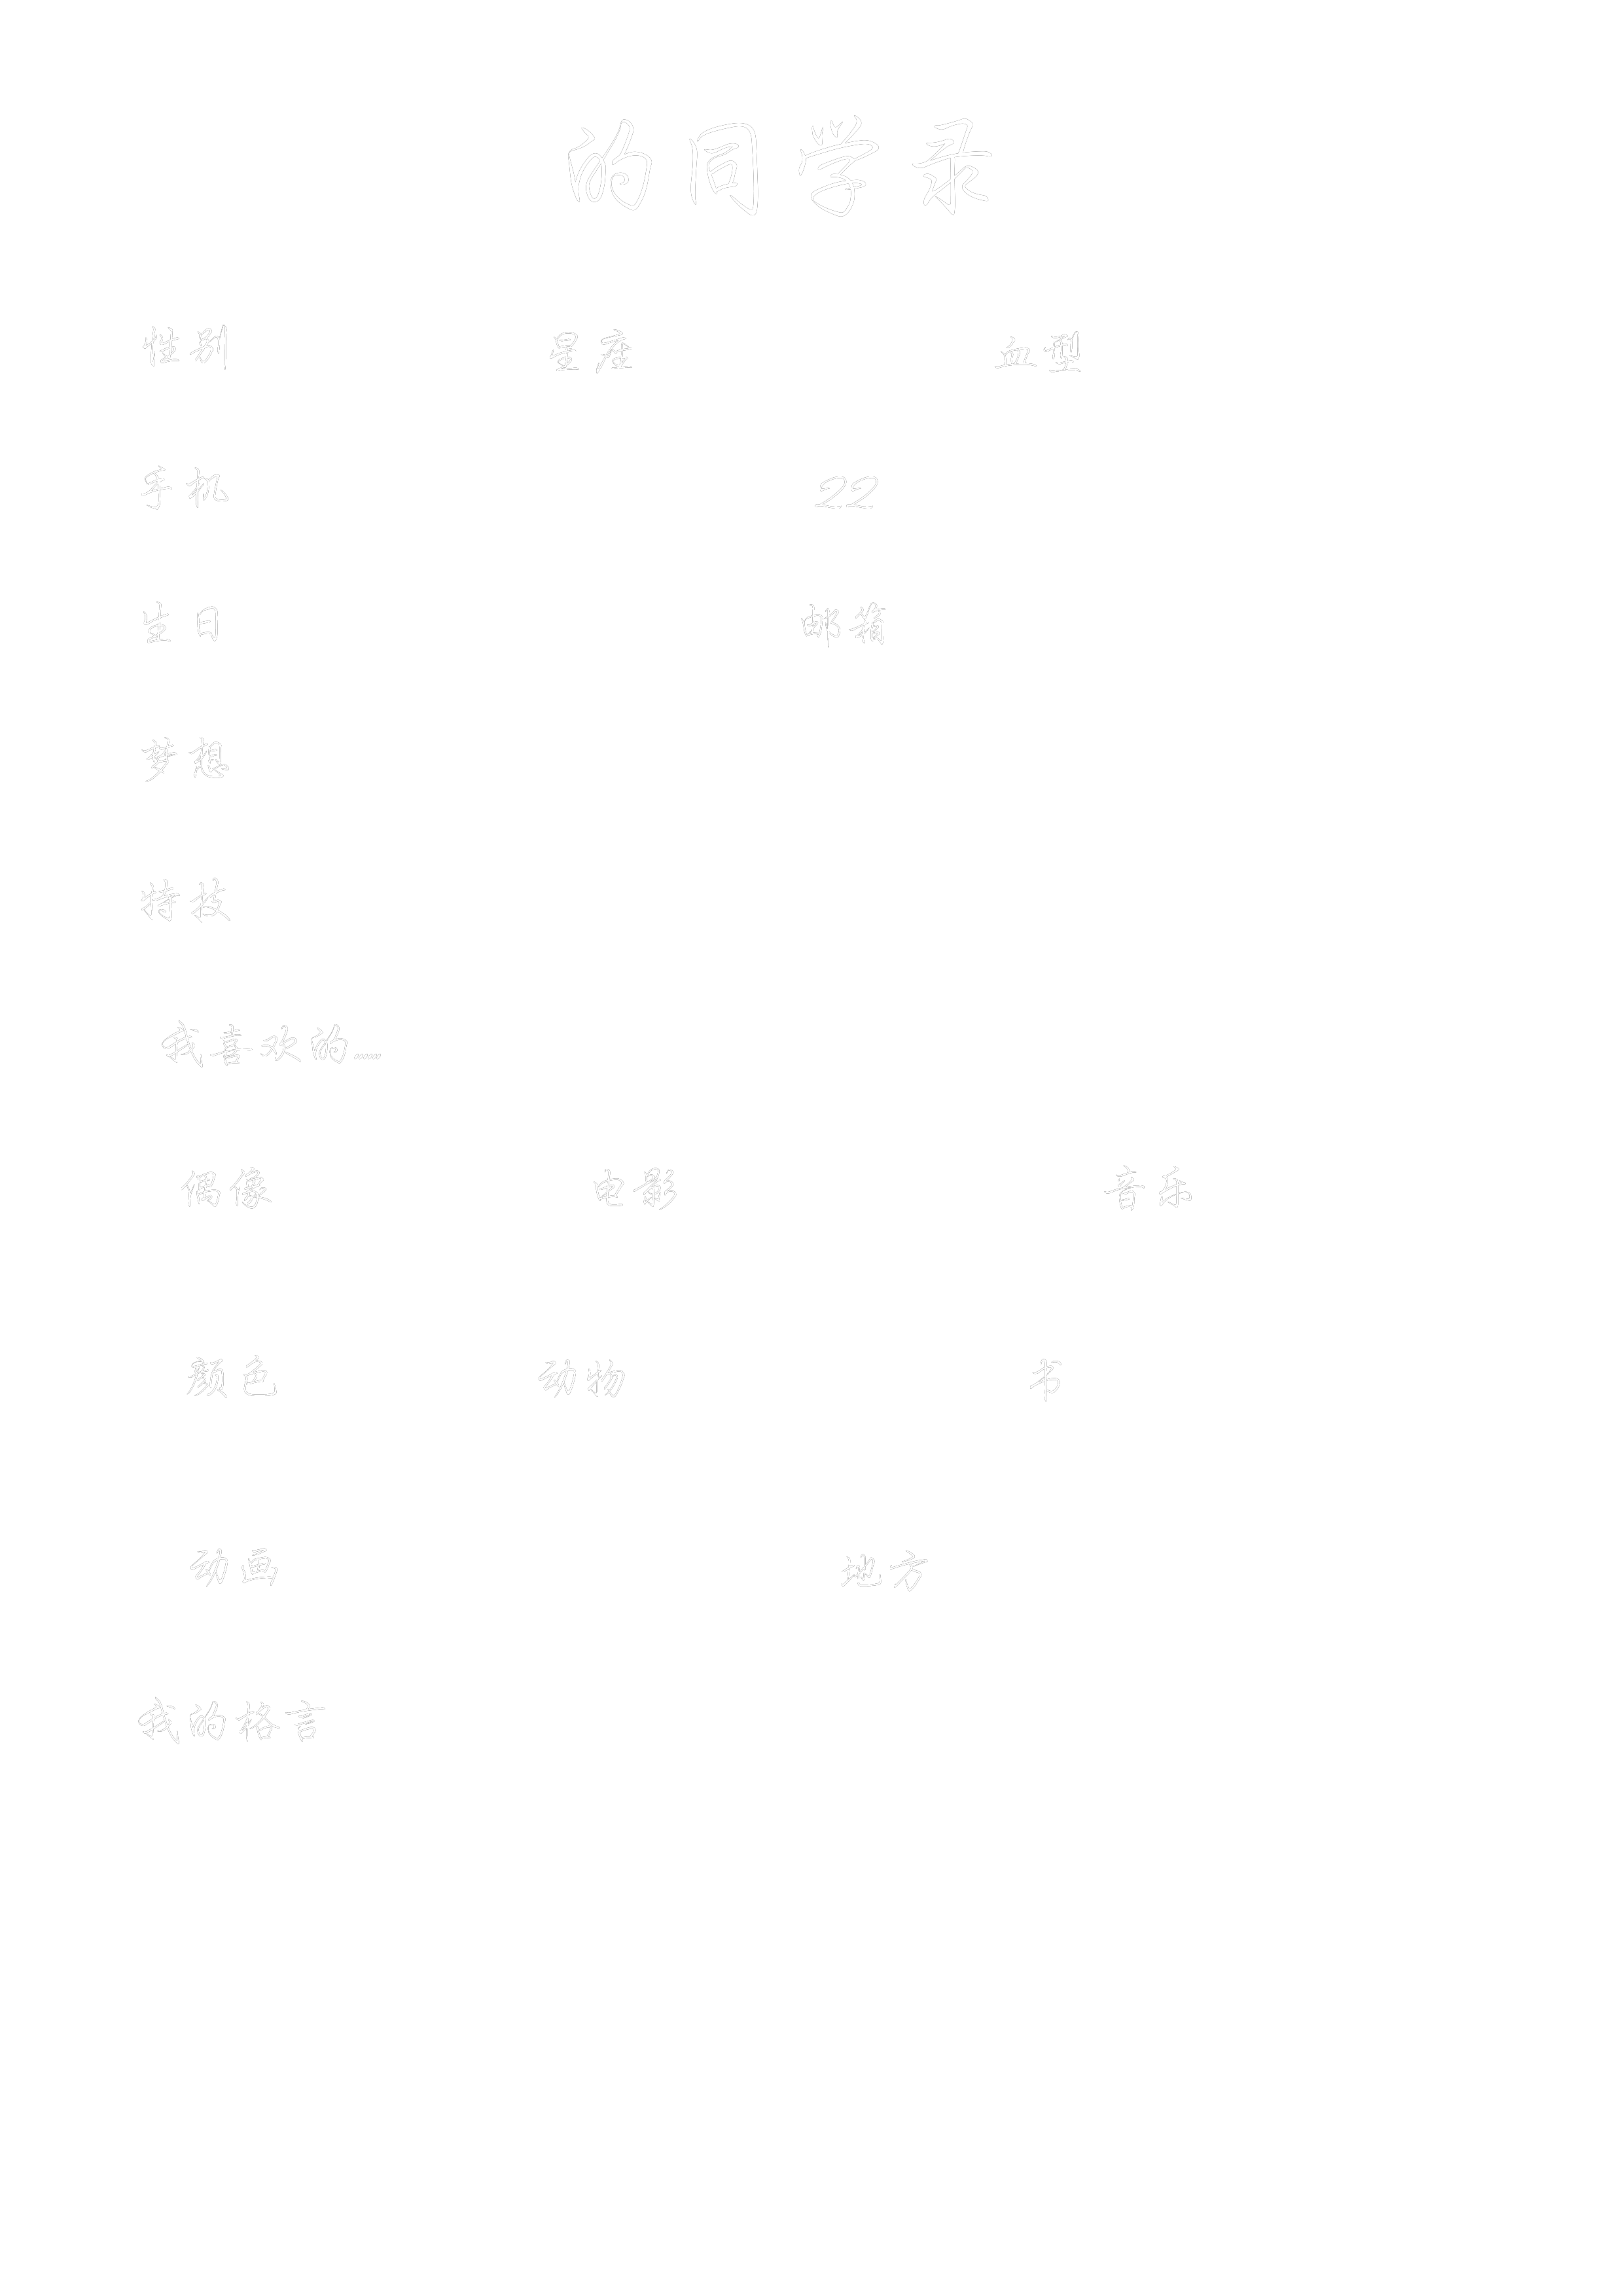 的同学录
性别 星座 血型
手机 22
生日 邮箱
梦想
特技
我喜欢的……
偶像 电影 音乐
颜色 动物 书
动画 地方
我的格言